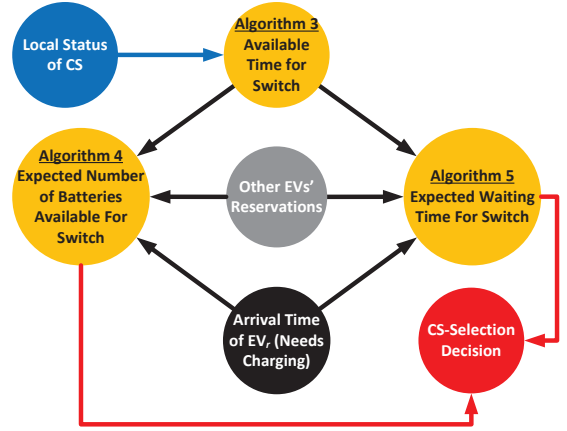 Local Status
of CS
Algorithm 3
Available
Time for
Switch
Algorithm 4
Expected Number
of Batteries
Available For
Switch
Other EVs'
Reservations
Algorithm 5
Expected Waiting
Time For Switch
Arrival Time
of EVr (Needs
Charging)
CS-Selection
Decision